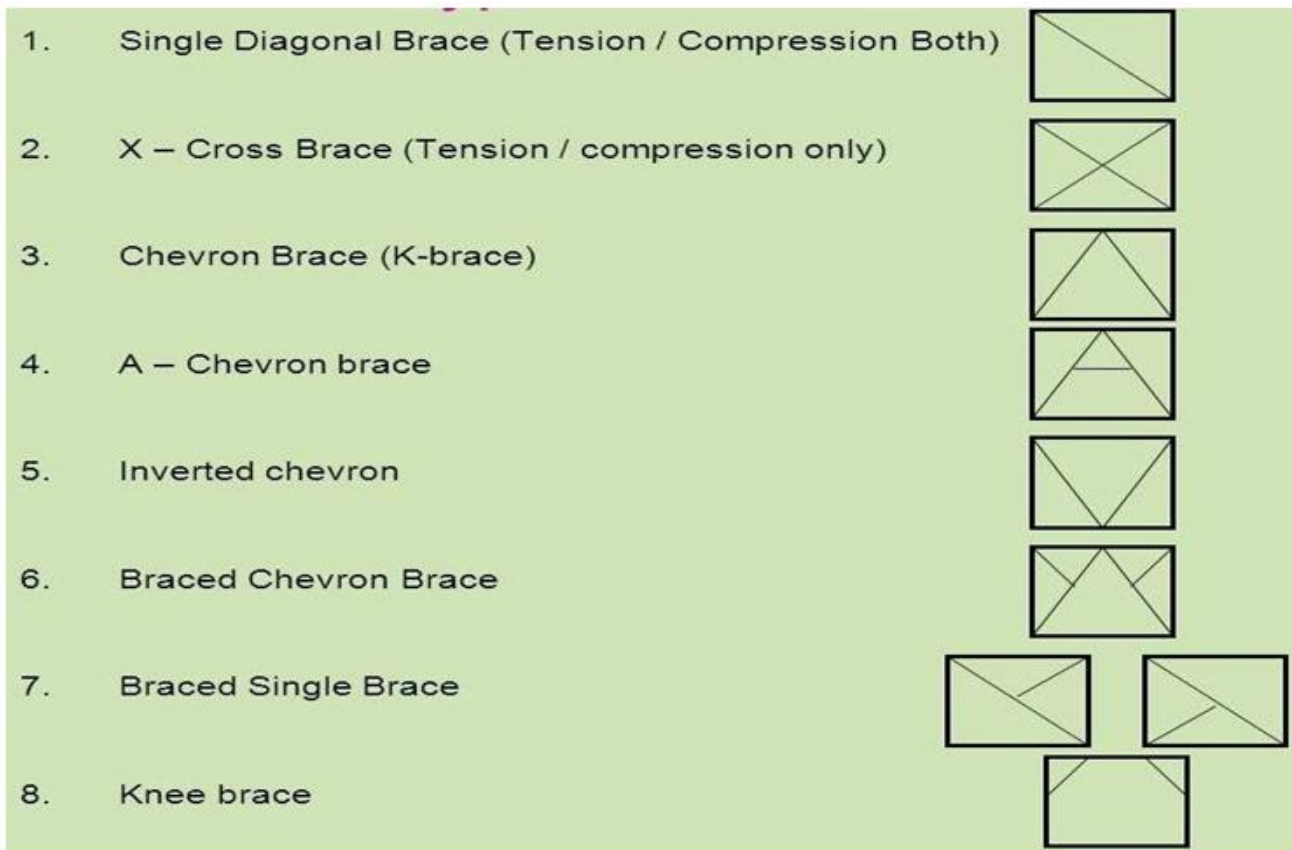 1. Single Diagonal Brace (Tension / Compression Both)
2. X – Cross Brace (Tension / compression only)
3. Chevron Brace (K-brace)
4. A – Chevron brace
5. Inverted chevron
6. Braced Chevron Brace
7. Braced Single Brace
8. Knee brace